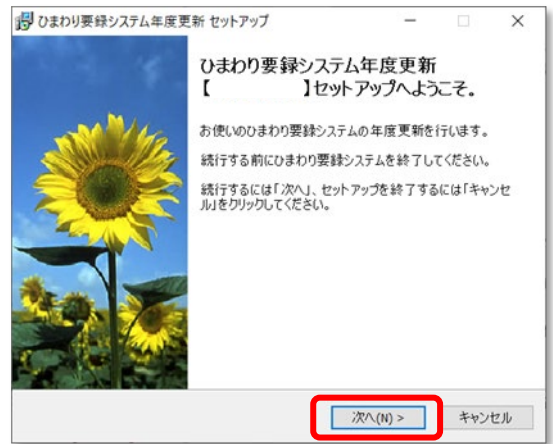 ひまわり要録システム年度更新 セットアップ
ひまわり要録システム年度更新
【　　　　　】セットアップへようこそ。
お使いのひまわり要録システムの年度更新を行います。
続行する前にひまわり要録システムを終了してください。
続行するには「次へ」、セットアップを終了するには「キャンセ
ル」をクリックしてください。
次へ(N) >
キャンセル